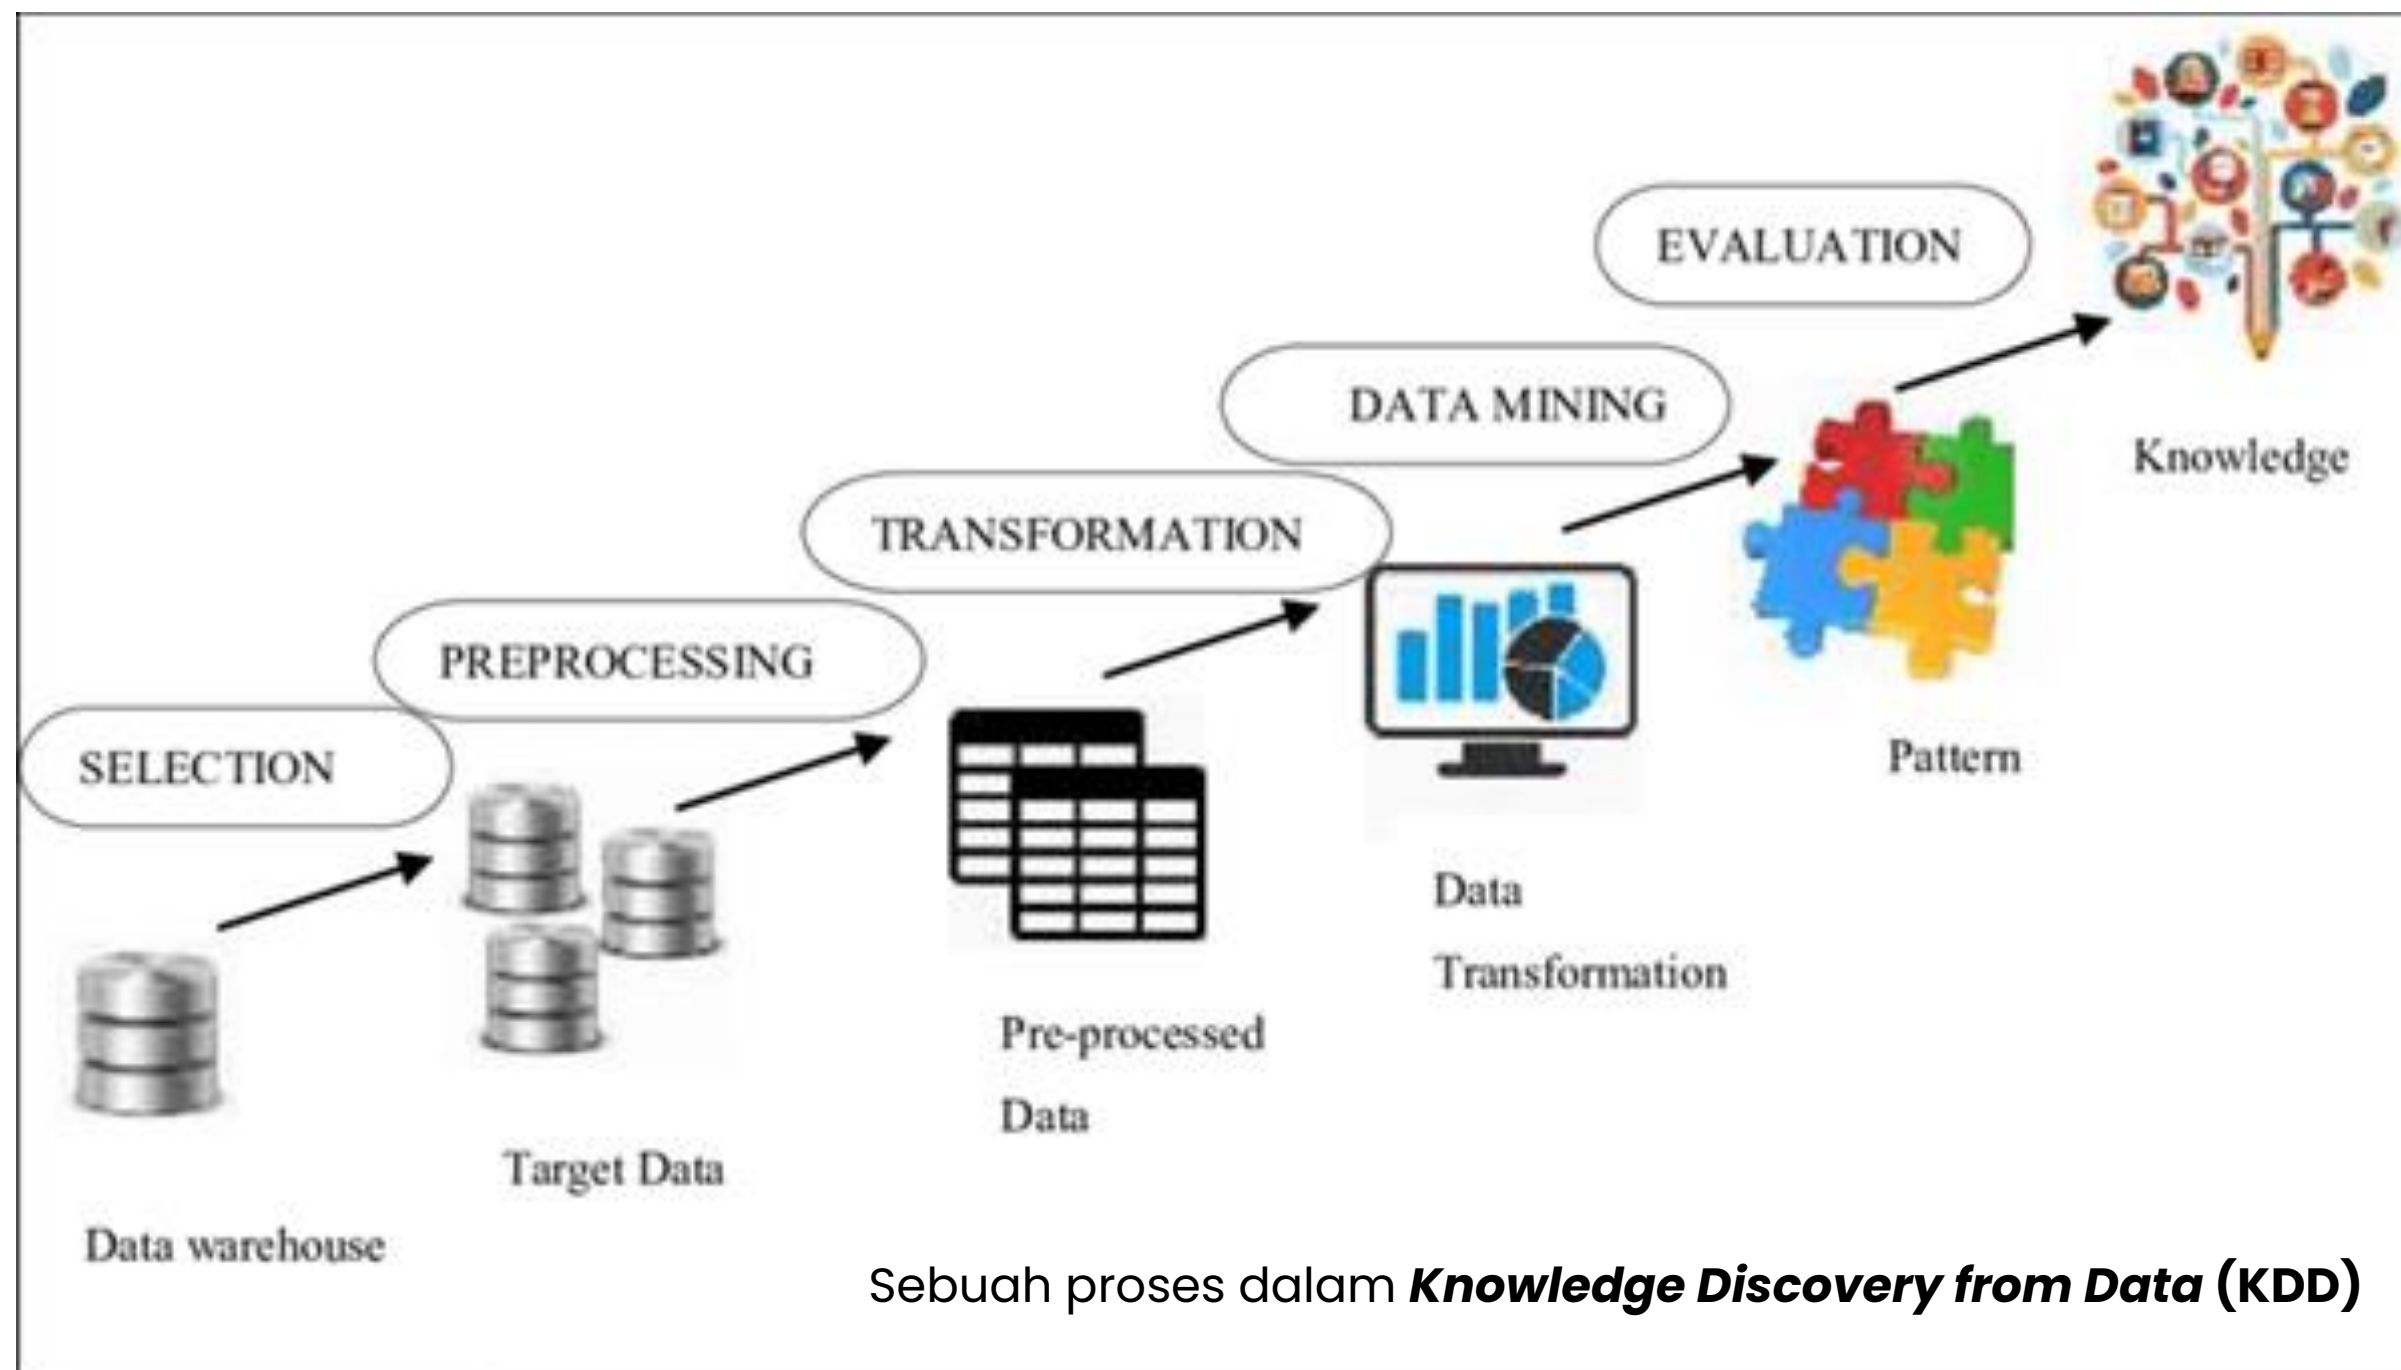 SELECTION
PREPROCESSING
TRANSFORMATION
DATA MINING
EVALUATION
Data warehouse
Target Data
Pre-processed
Data
Data
Transformation
Pattern
Knowledge
Sebuah proses dalam Knowledge Discovery from Data (KDD)